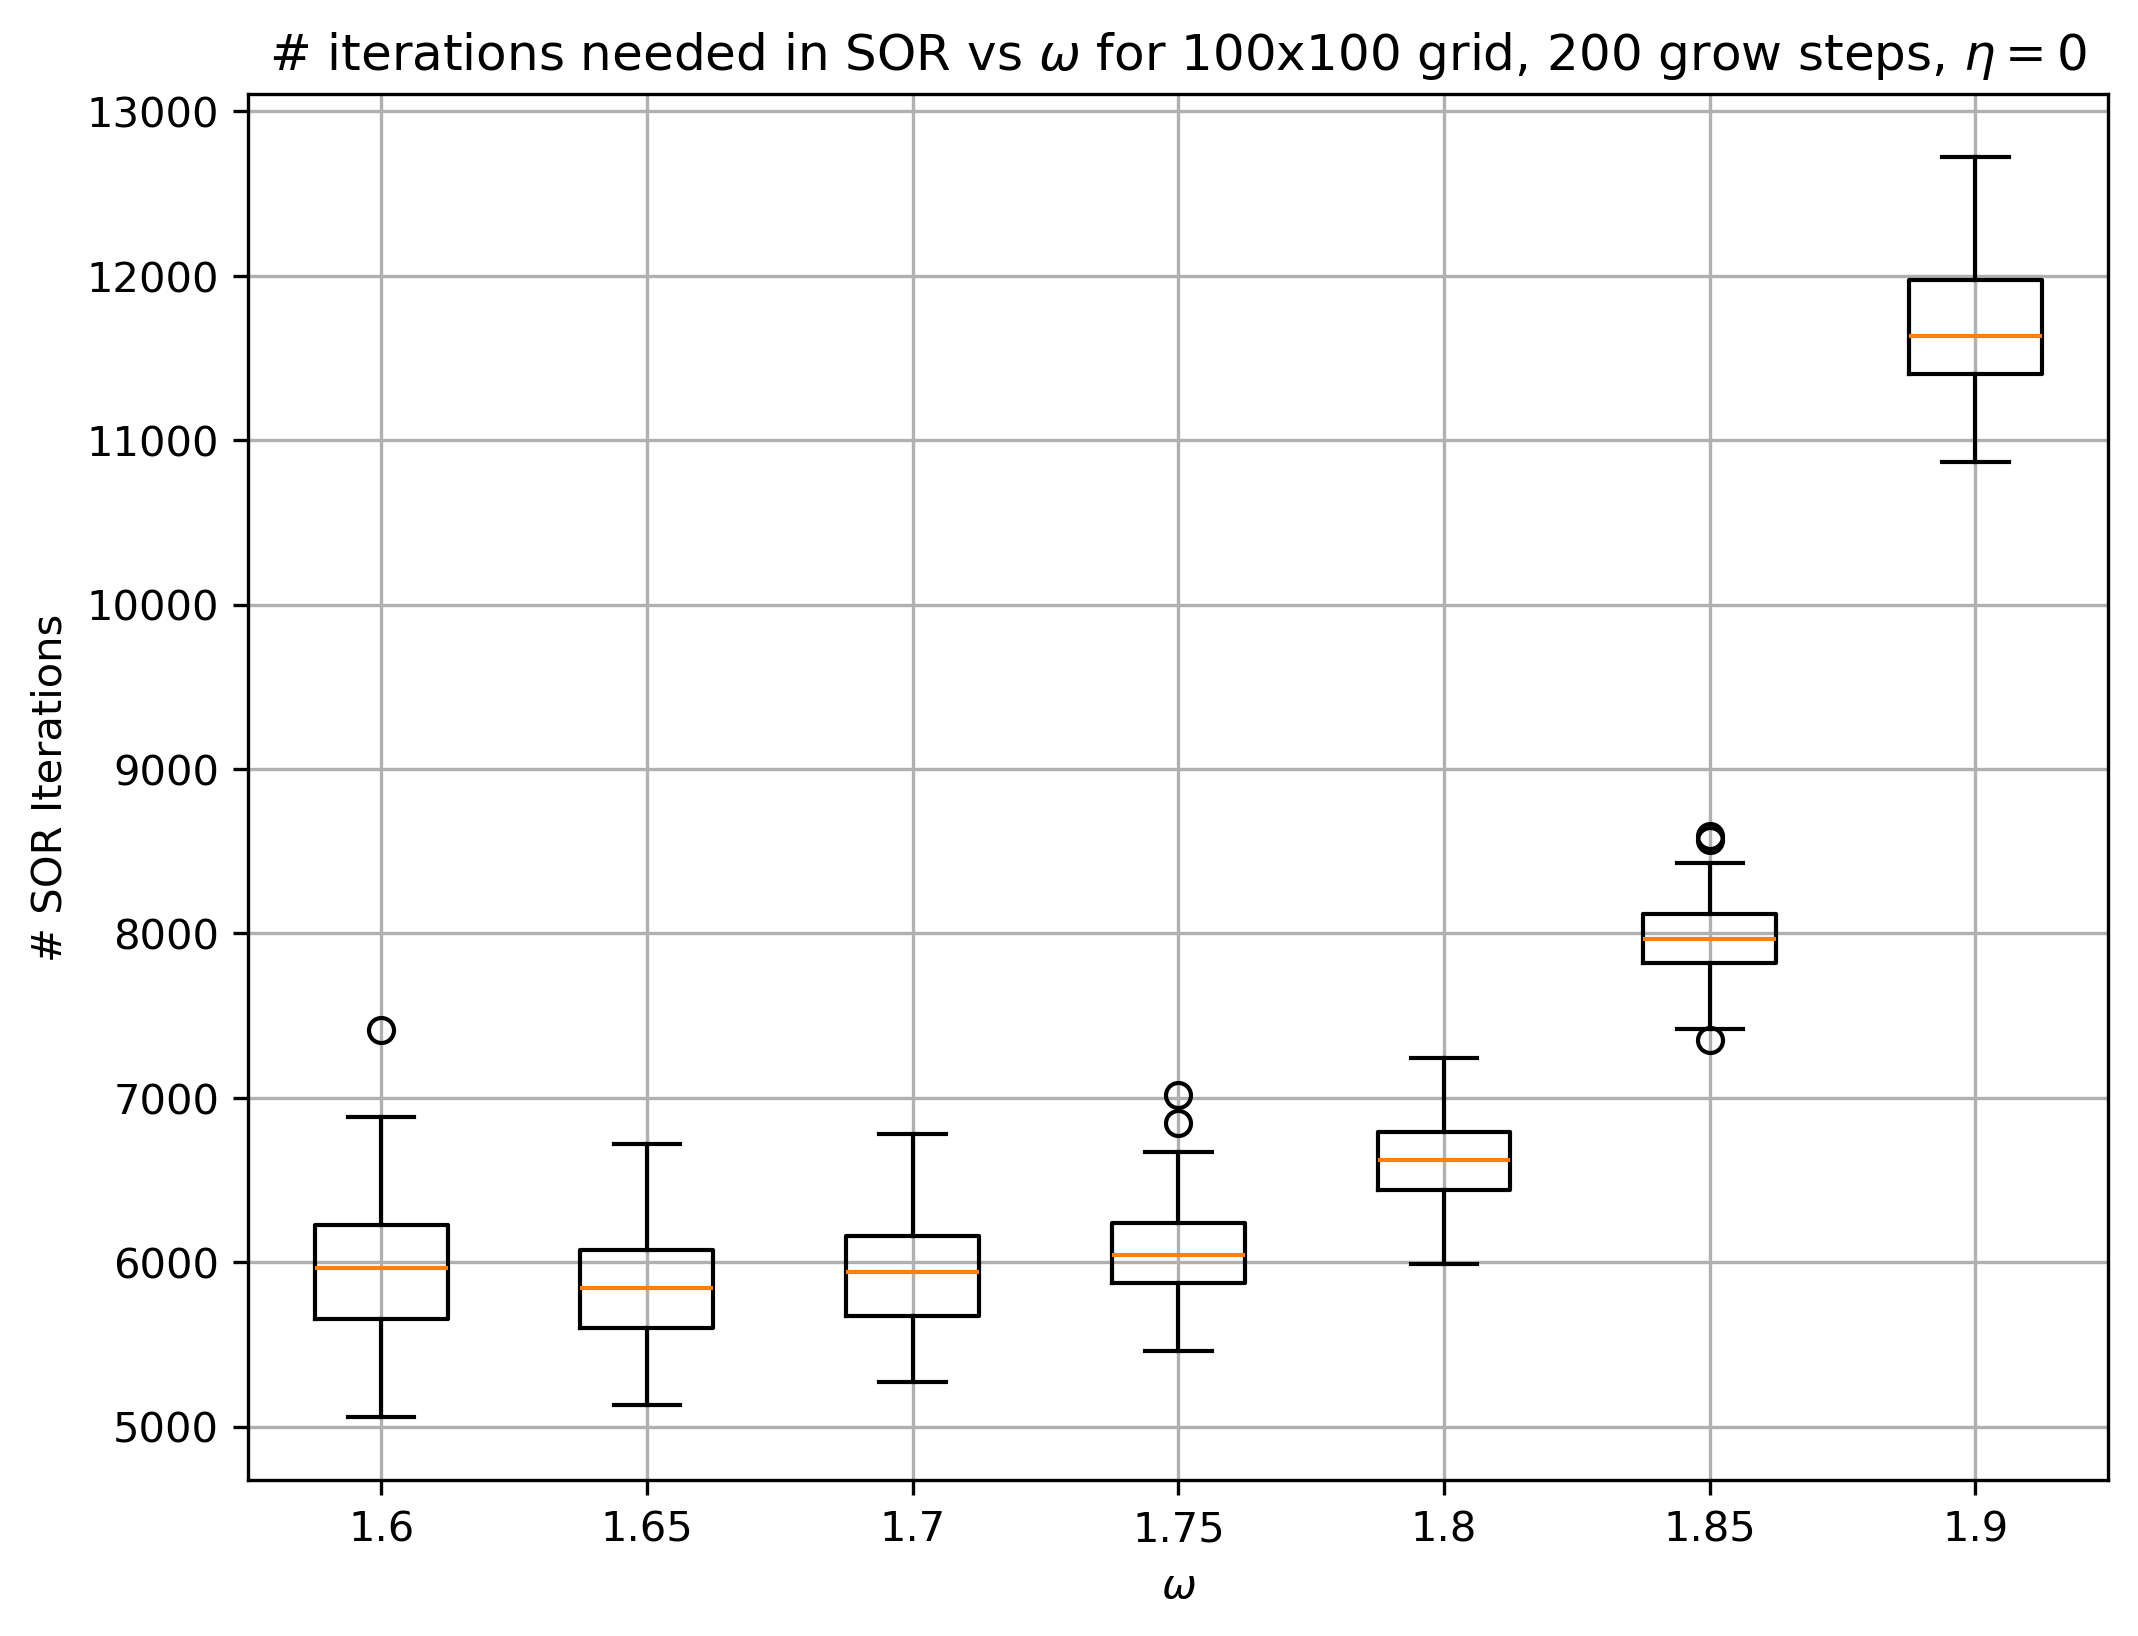 # iterations needed in SOR vs ω for 100x100 grid, 200 grow steps, η = 0
13000
12000
11000
10000
9000
8000
7000
6000
5000
# SOR Iterations
1.6 1.65 1.7 1.75 1.8 1.85 1.9
ω